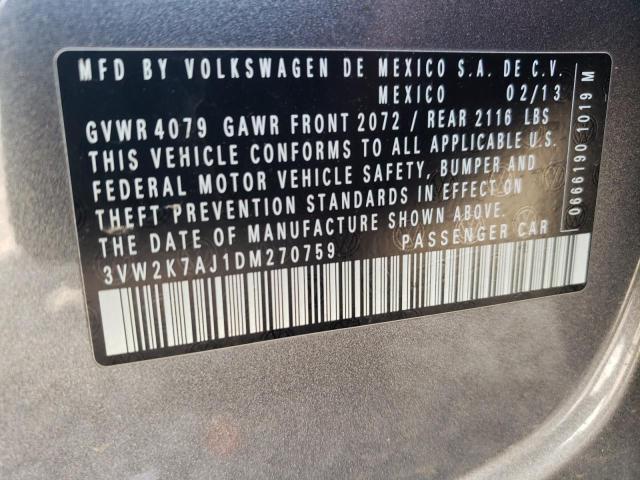 MFD BY VOLKSWAGEN DE MEXICO S.A. DE C.V.
MEXICO 02/13
GVWR 4079 GAWR FRONT 2072 / REAR 2116 LBS
THIS VEHICLE CONFORMS TO ALL APPLICABLE U.S.
FEDERAL MOTOR VEHICLE SAFETY, BUMPER AND
THEFT PREVENTION STANDARDS IN EFFECT ON
THE DATE OF MANUFACTURE SHOWN ABOVE.
3VW2K7AJ1DM270759 PASSENGER CAR
0666190 1019 M